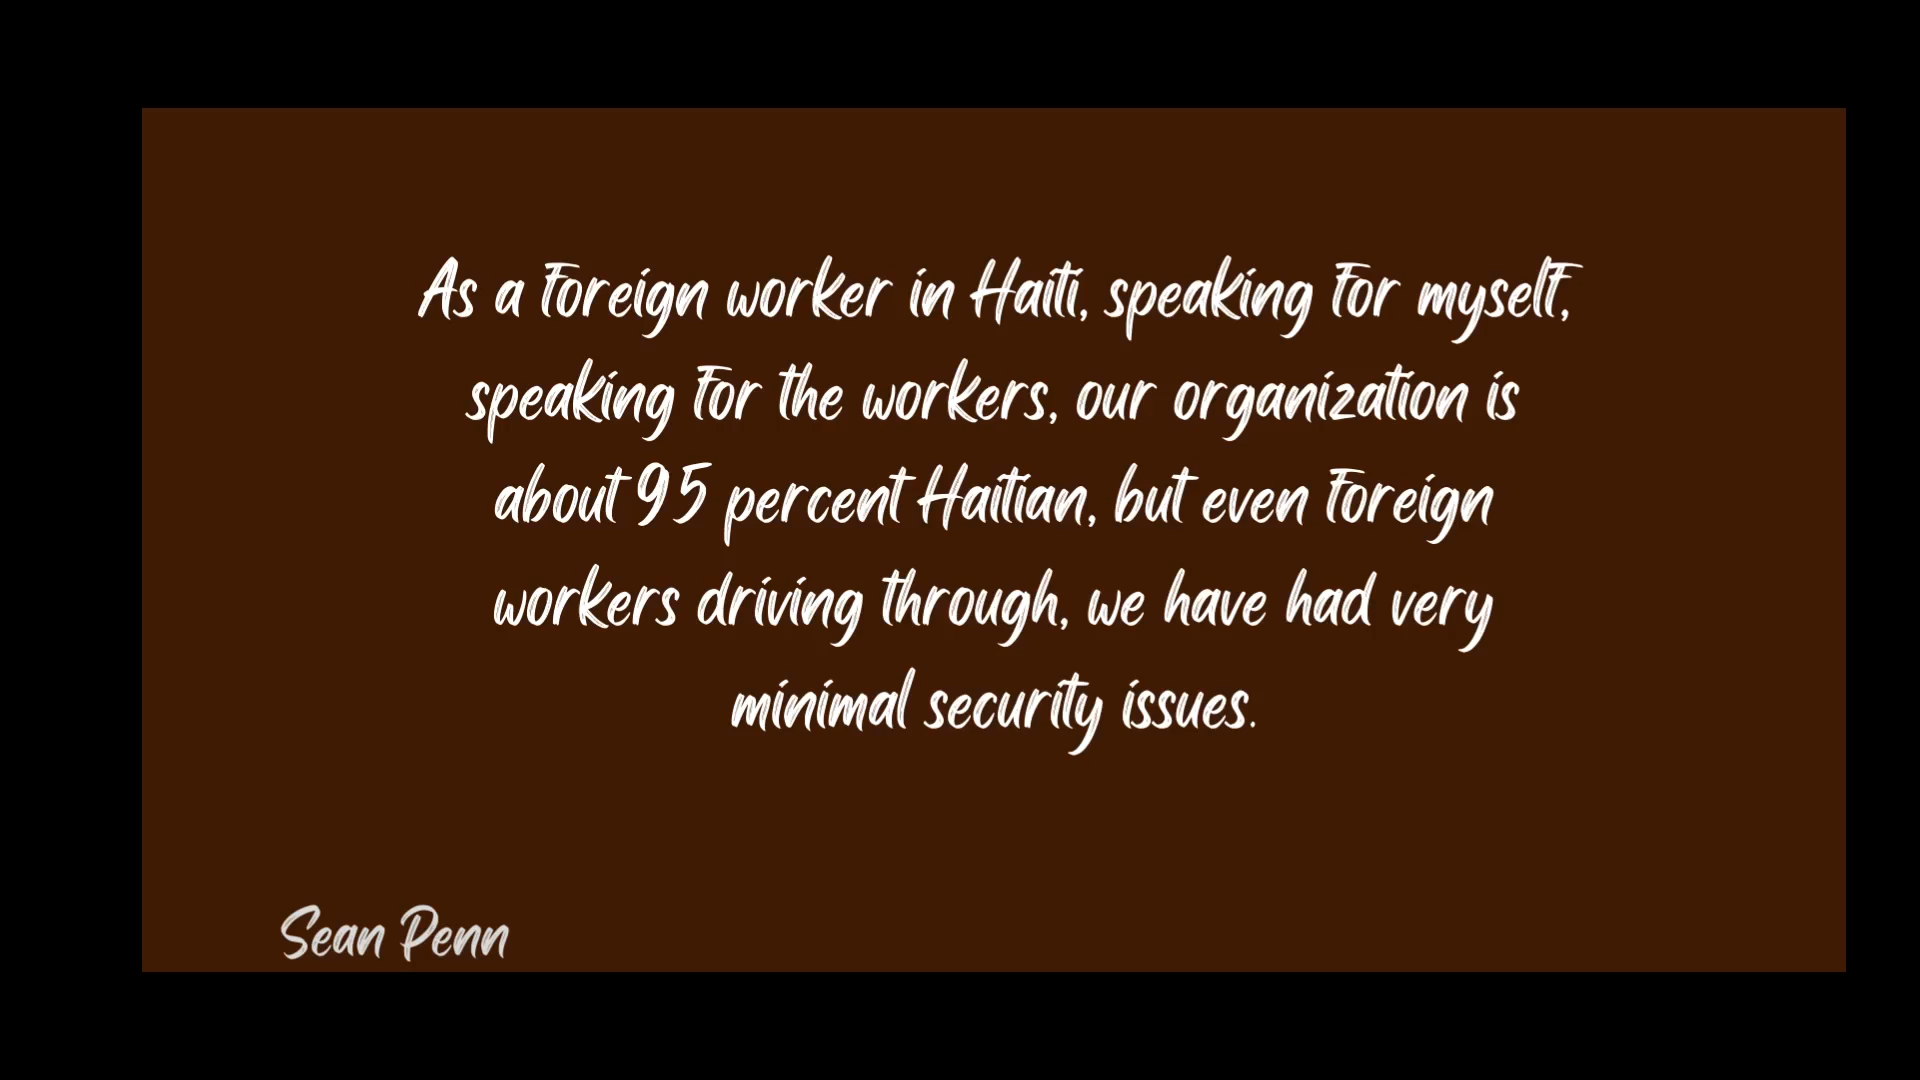 As a foreign worker in Haiti, speaking for myself,
speaking for the workers, our organization is
about 95 percent Haitian, but even foreign
workers driving through, we have had very
minimal security issues.
Sean Penn